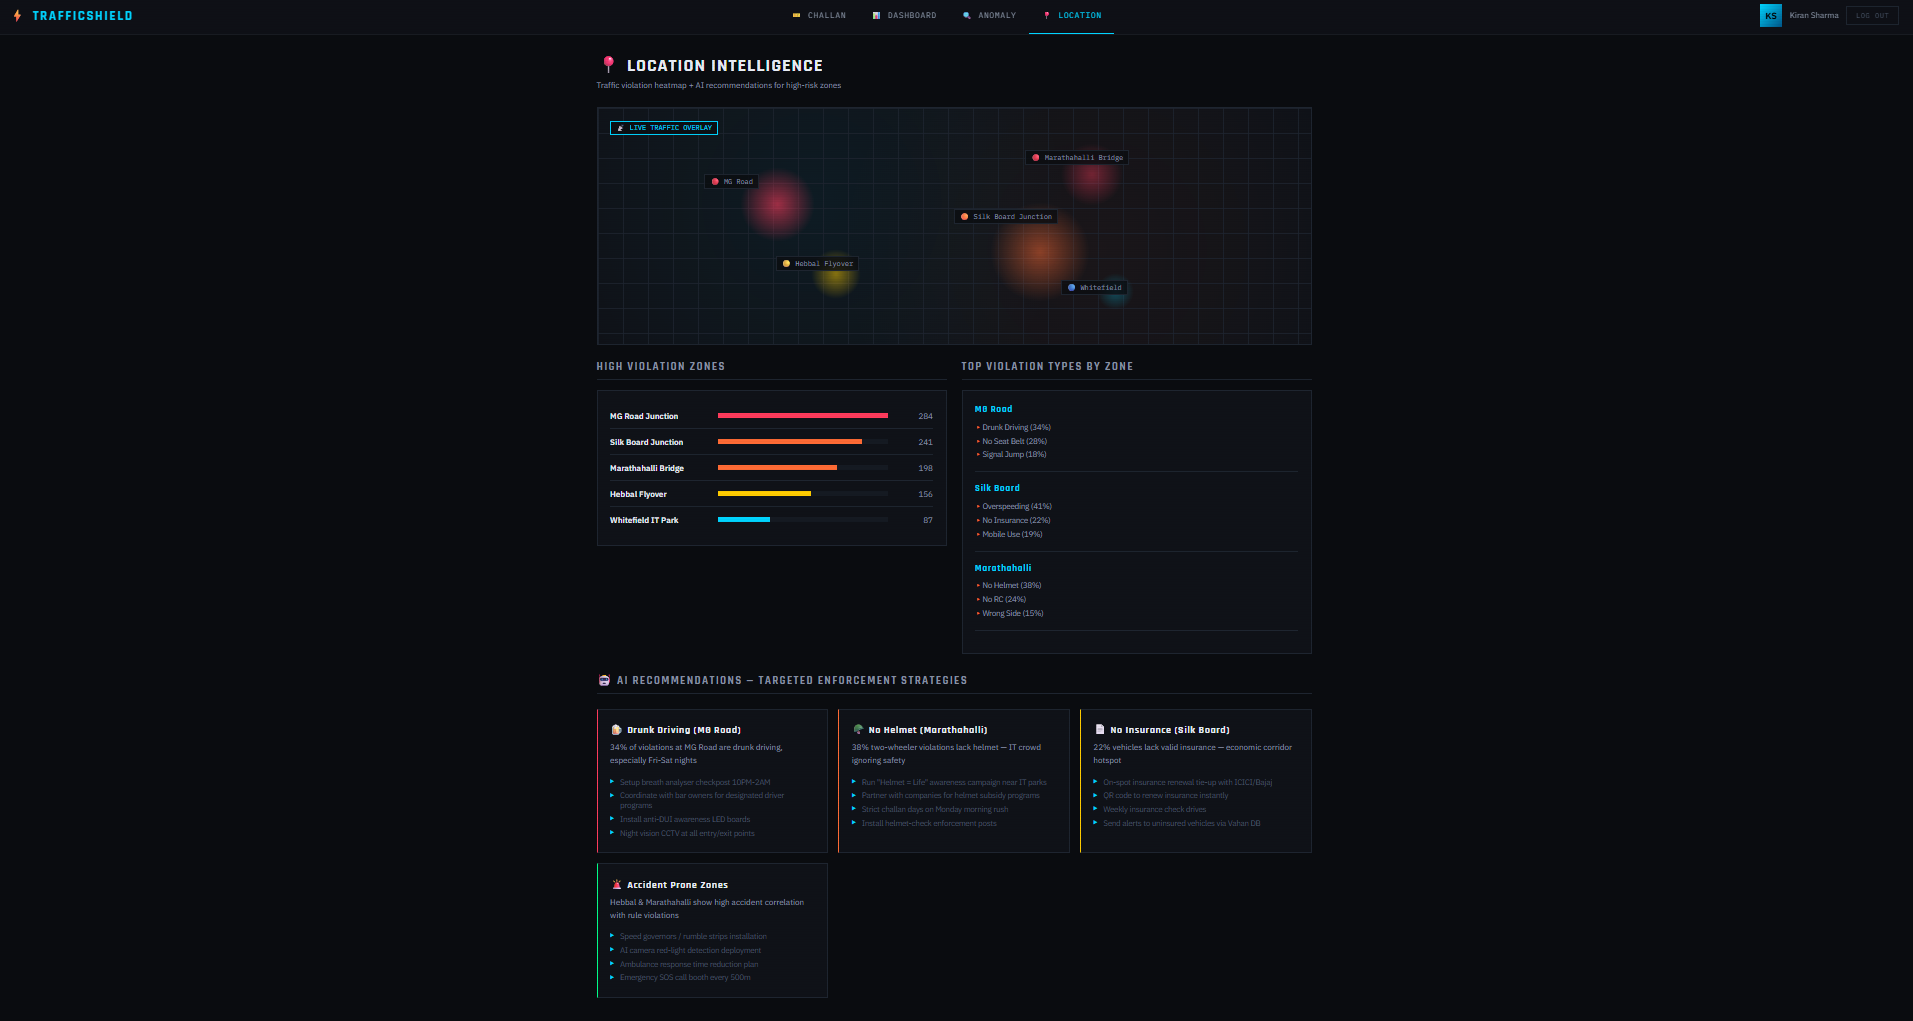 TRAFFICSHIELD
CHALLAN
DASHBOARD
ANOMALY
LOCATION
KS
Kiran Sharma
LOG OUT
LOCATION INTELLIGENCE
Traffic violation heatmap + AI recommendations for high-risk zones
LIVE TRAFFIC OVERLAY
Marathahalli Bridge
MG Road
Silk Board Junction
Hebbal Flyover
Whitefield
HIGH VIOLATION ZONES
MG Road Junction 284
Silk Board Junction 241
Marathahalli Bridge 198
Hebbal Flyover 156
Whitefield IT Park 87
TOP VIOLATION TYPES BY ZONE
MG Road
Drunk Driving (34%)
No Seat Belt (28%)
Signal Jump (18%)
Silk Board
Overspeeding (41%)
No Insurance (22%)
Mobile Use (19%)
Marathahalli
No Helmet (38%)
No RC (24%)
Wrong Side (15%)
AI RECOMMENDATIONS — TARGETED ENFORCEMENT STRATEGIES
Drunk Driving (MG Road)
34% of violations at MG Road are drunk driving,
especially Fri-Sat nights
Setup breath analyser checkpost 10PM-2AM
Coordinate with bar owners for designated driver
programs
Install anti-DUI awareness LED boards
Night vision CCTV at all entry/exit points
No Helmet (Marathahalli)
38% two-wheeler violations lack helmet — IT crowd
ignoring safety
Run "Helmet = Life" awareness campaign near IT parks
Partner with companies for helmet subsidy programs
Strict challan days on Monday morning rush
Install helmet-check enforcement posts
No Insurance (Silk Board)
22% vehicles lack valid insurance — economic corridor
hotspot
On-spot insurance renewal tie-up with ICICI/Bajaj
QR code to renew insurance instantly
Weekly insurance check drives
Send alerts to uninsured vehicles via Vahan DB
Accident Prone Zones
Hebbal & Marathahalli show high accident correlation
with rule violations
Speed governors / rumble strips installation
AI camera red-light detection deployment
Ambulance response time reduction plan
Emergency SOS call booth every 500m